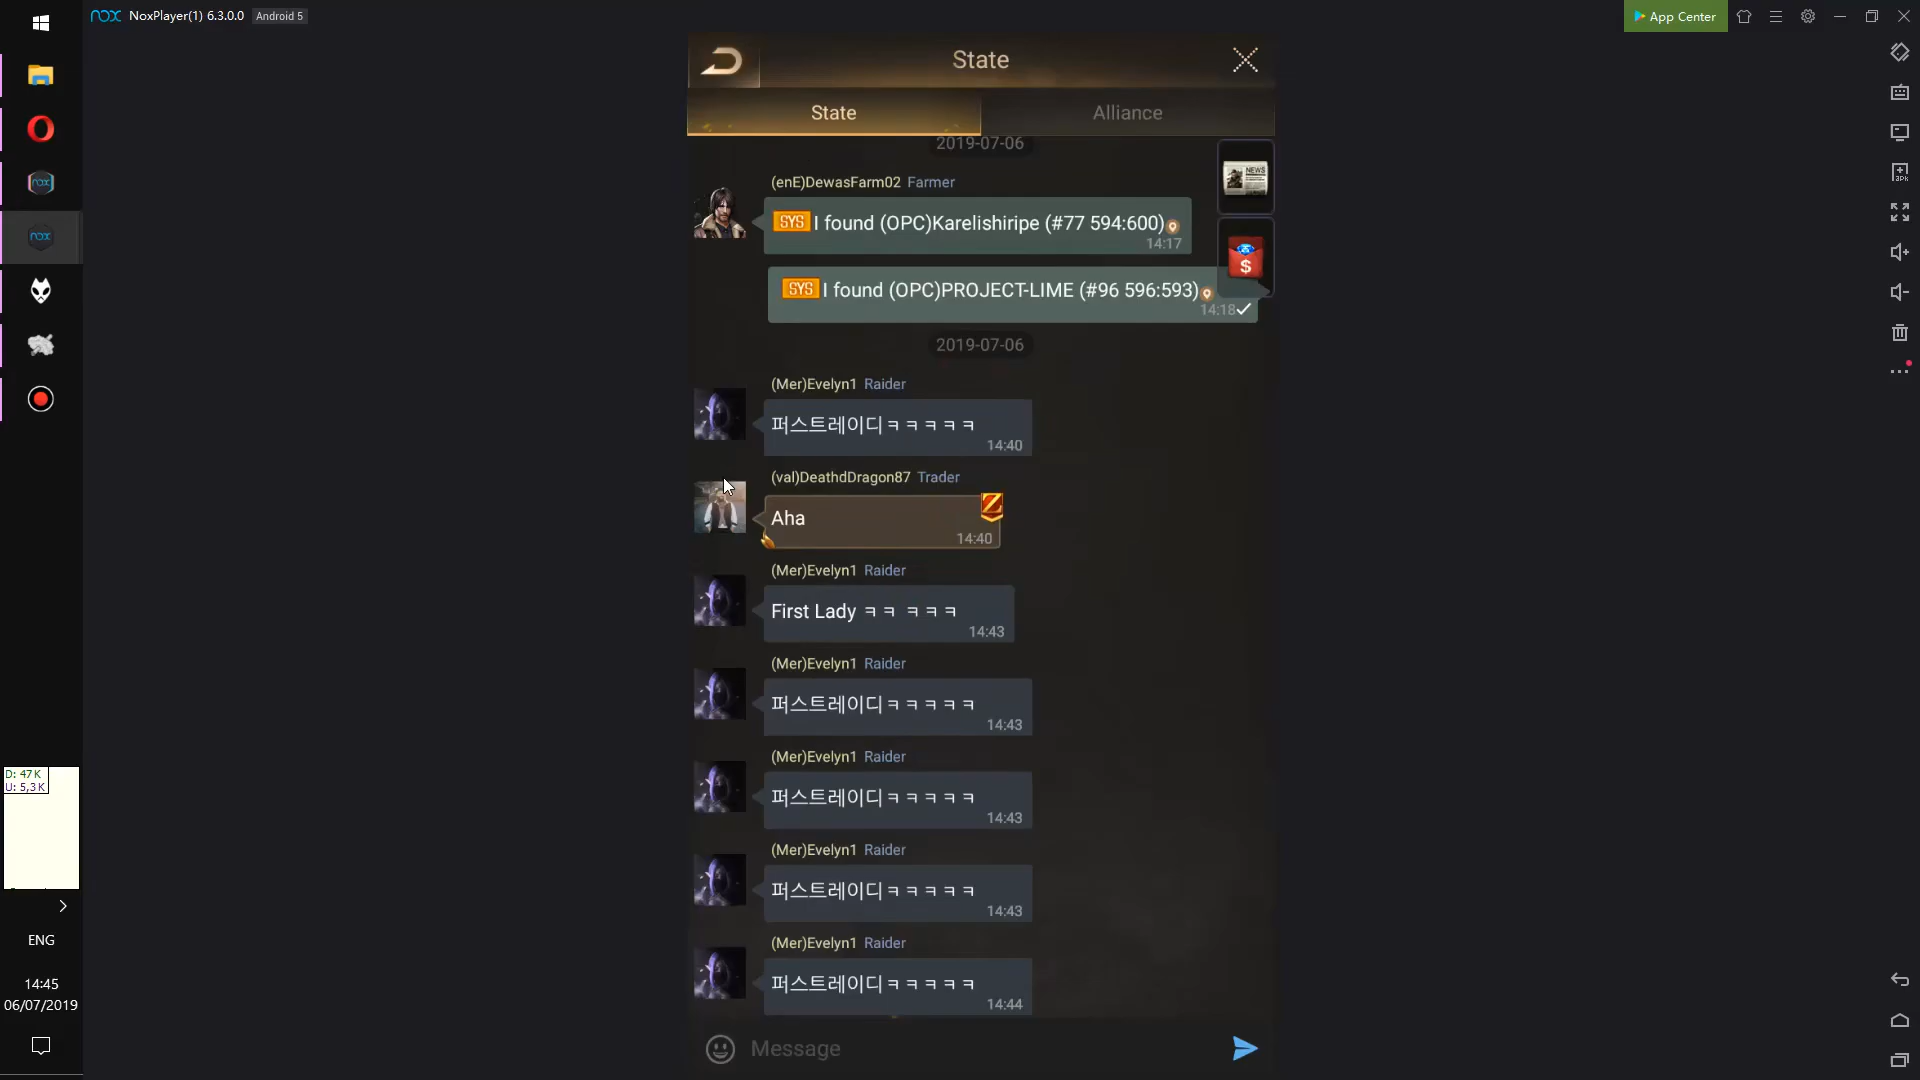 nox NoxPlayer(1) 6.3.0.0 Android 5
App Center
State
State
Alliance
2019-07-06
NEWS
(enE)DewasFarm02 Farmer
SYS I found (OPC)Karelishiripe (#77 594:600)
14:17
$
SYS I found (OPC)PROJECT-LIME (#96 596:593)
14:18
2019-07-06
(Mer)Evelyn1 Raider
퍼스트레이디ㅋㅋㅋㅋㅋ
14:40
(val)DeathdDragon87 Trader
Z
Aha
14:40
(Mer)Evelyn1 Raider
First Lady ㅋㅋ ㅋㅋㅋ
14:43
(Mer)Evelyn1 Raider
퍼스트레이디ㅋㅋㅋㅋㅋ
14:43
(Mer)Evelyn1 Raider
퍼스트레이디ㅋㅋㅋㅋㅋ
14:43
(Mer)Evelyn1 Raider
퍼스트레이디ㅋㅋㅋㅋㅋ
14:43
(Mer)Evelyn1 Raider
퍼스트레이디ㅋㅋㅋㅋㅋ
14:44
Message
nox
nox
D: 47 K
U: 5,3 K
ENG
14:45
06/07/2019